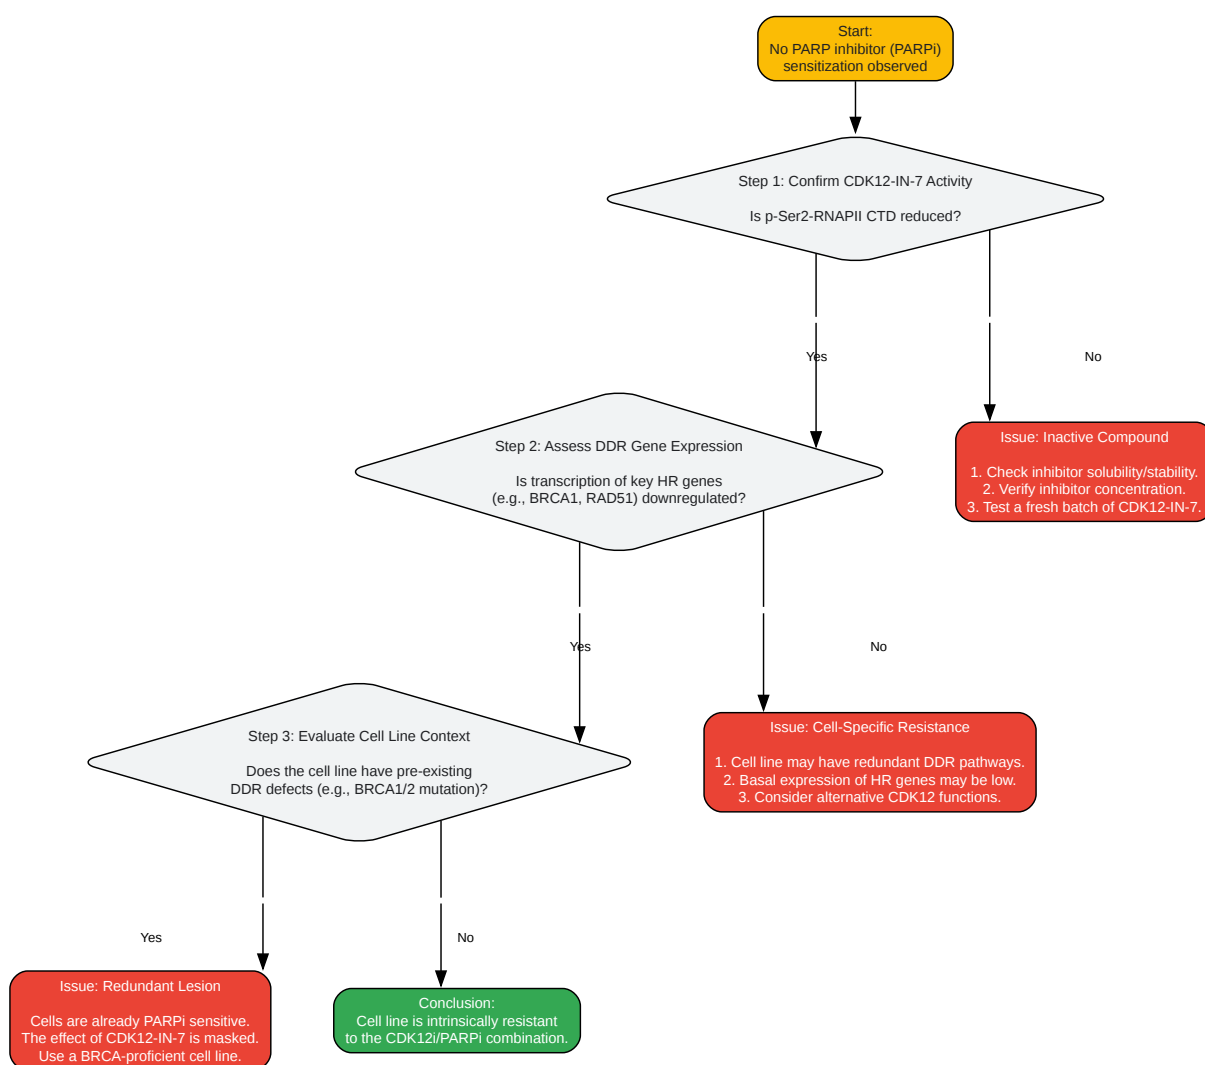 Start:
No PARP inhibitor (PARPi)
sensitization observed
Step 1: Confirm CDK12-IN-7 Activity
Is p-Ser2-RNAPII CTD reduced?
Yes
No
Issue: Inactive Compound
1. Check inhibitor solubility/stability.
2. Verify inhibitor concentration.
3. Test a fresh batch of CDK12-IN-7.
Step 2: Assess DDR Gene Expression
Is transcription of key HR genes
(e.g., BRCA1, RAD51) downregulated?
Yes
No
Issue: Cell-Specific Resistance
1. Cell line may have redundant DDR pathways.
2. Basal expression of HR genes may be low.
3. Consider alternative CDK12 functions.
Step 3: Evaluate Cell Line Context
Does the cell line have pre-existing
DDR defects (e.g., BRCA1/2 mutation)?
Yes
No
Issue: Redundant Lesion
Cells are already PARPi sensitive.
The effect of CDK12-IN-7 is masked.
Use a BRCA-proficient cell line.
Conclusion:
Cell line is intrinsically resistant
to the CDK12i/PARPi combination.